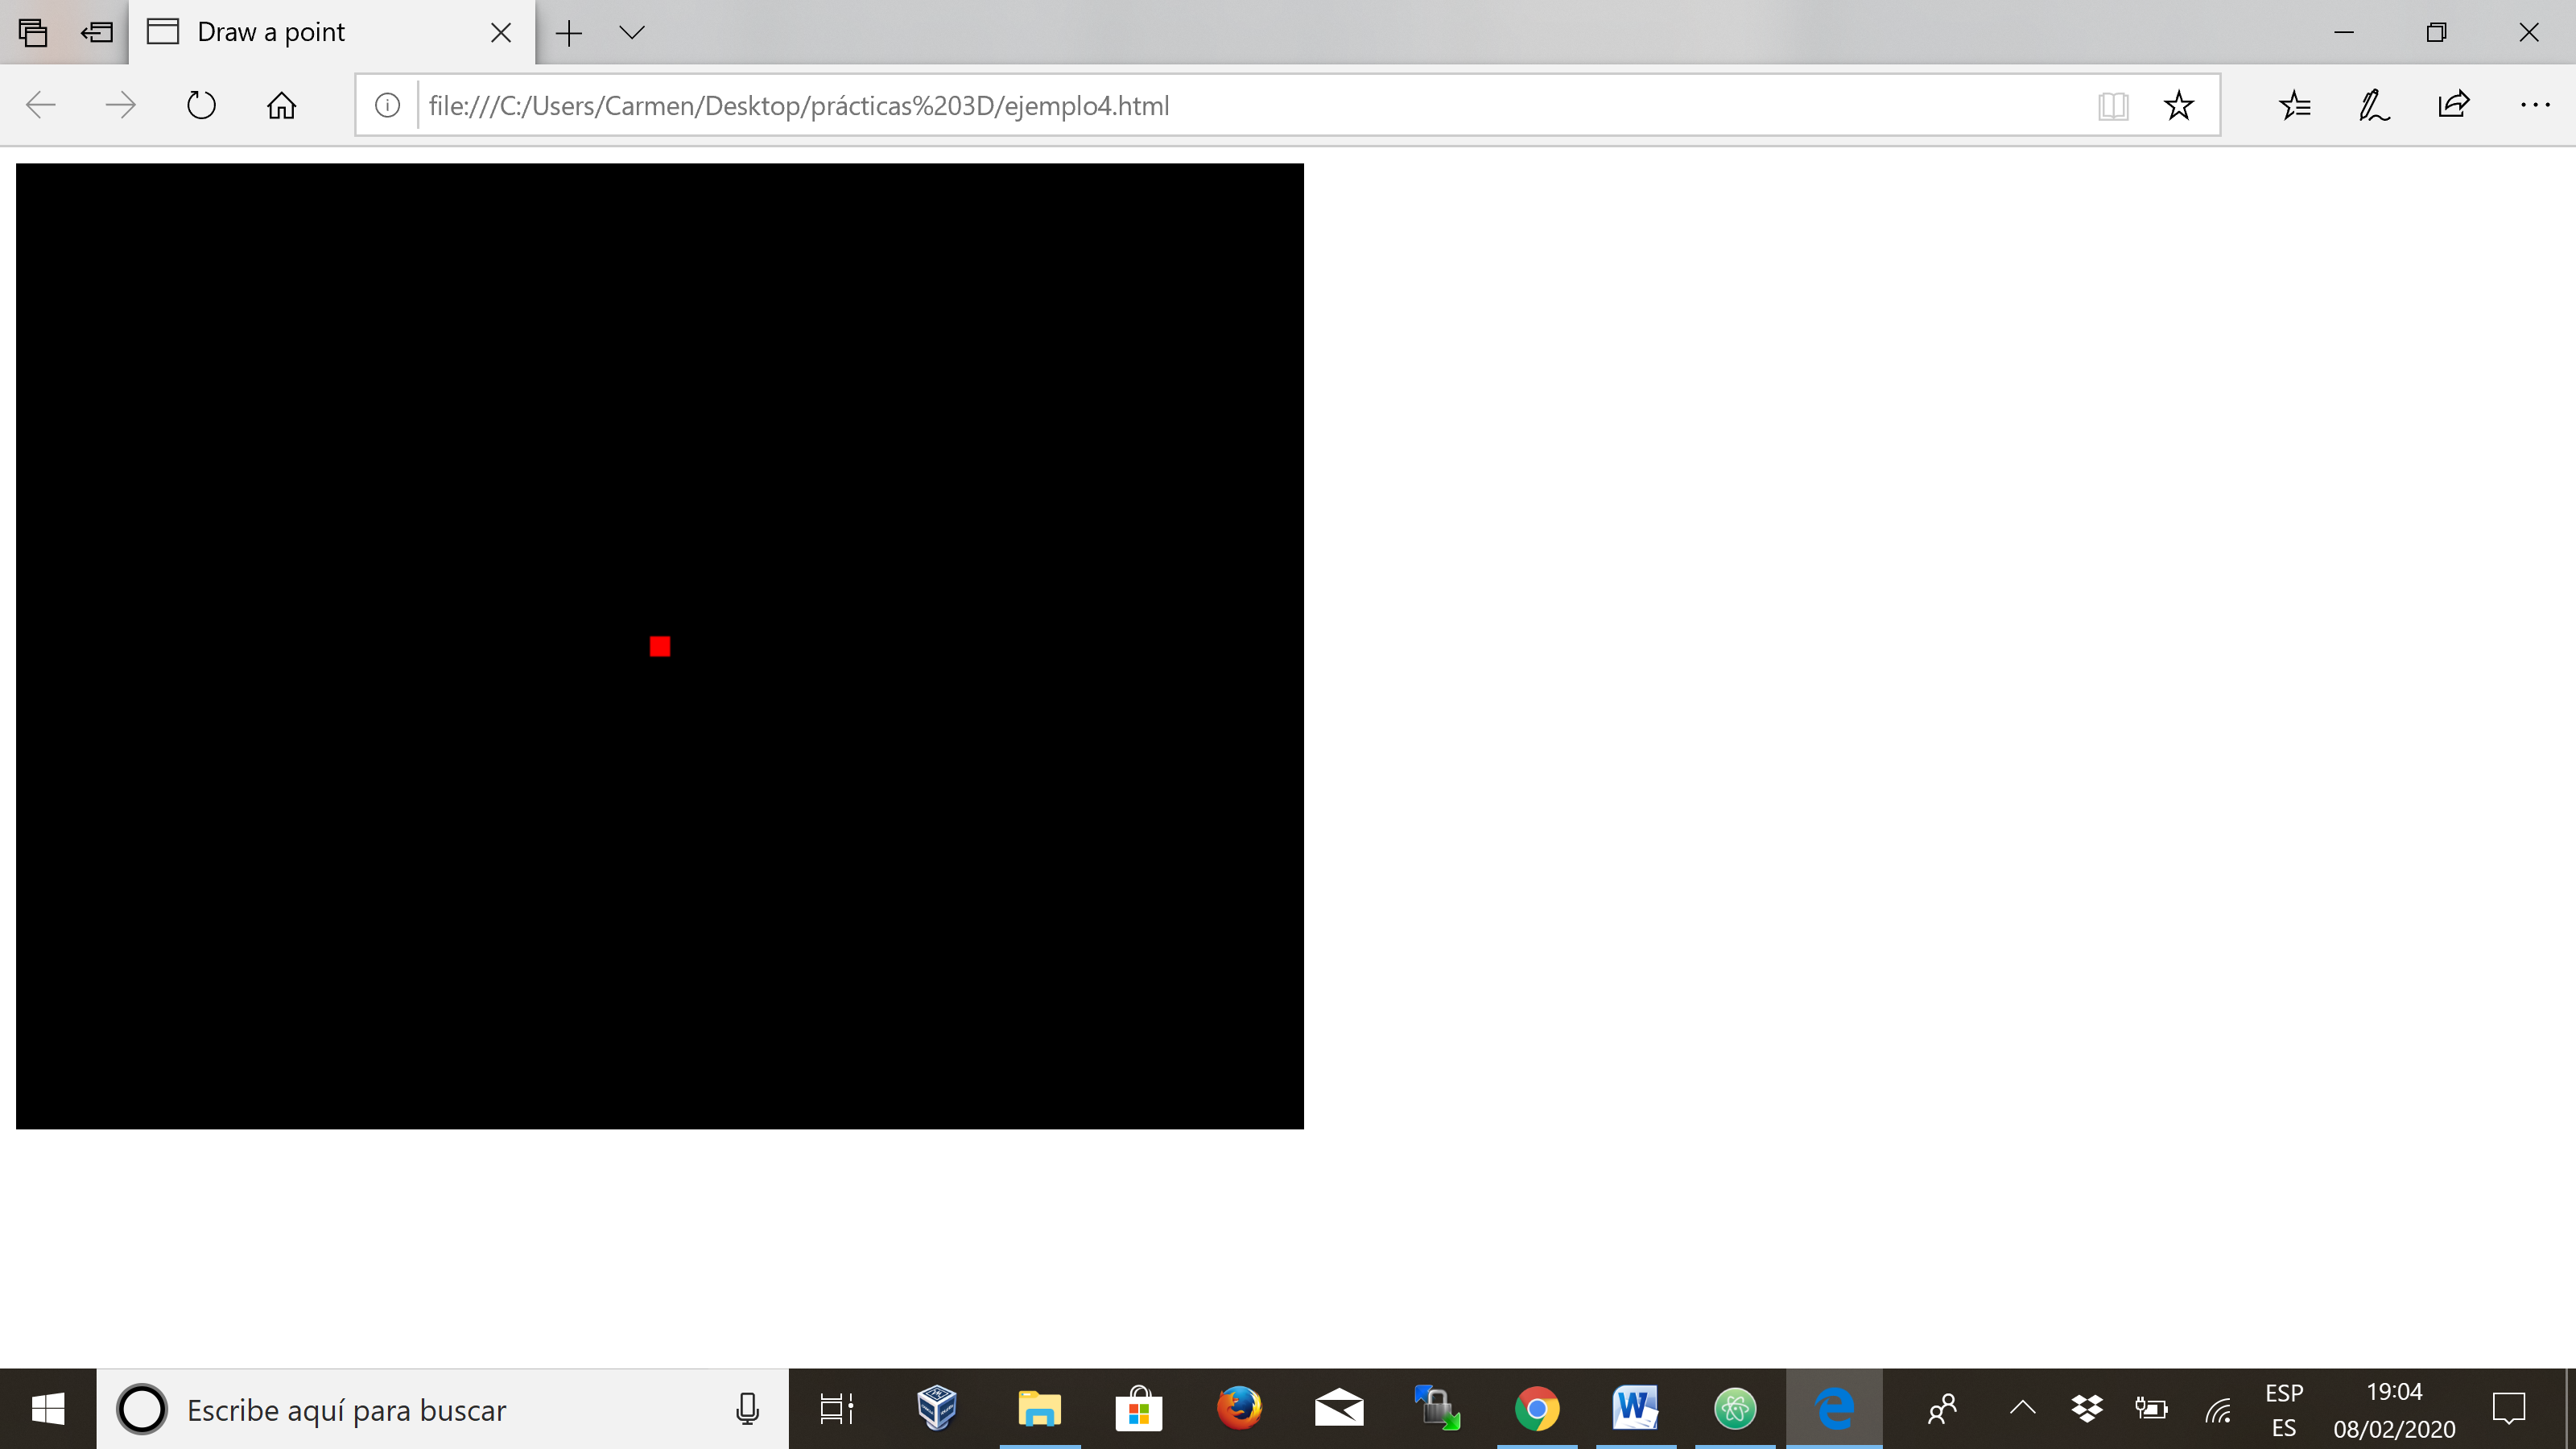 Draw a point
file:///C:/Users/Carmen/Desktop/prácticas%203D/ejemplo4.html
Escribe aquí para buscar
ESP
ES
19:04
08/02/2020